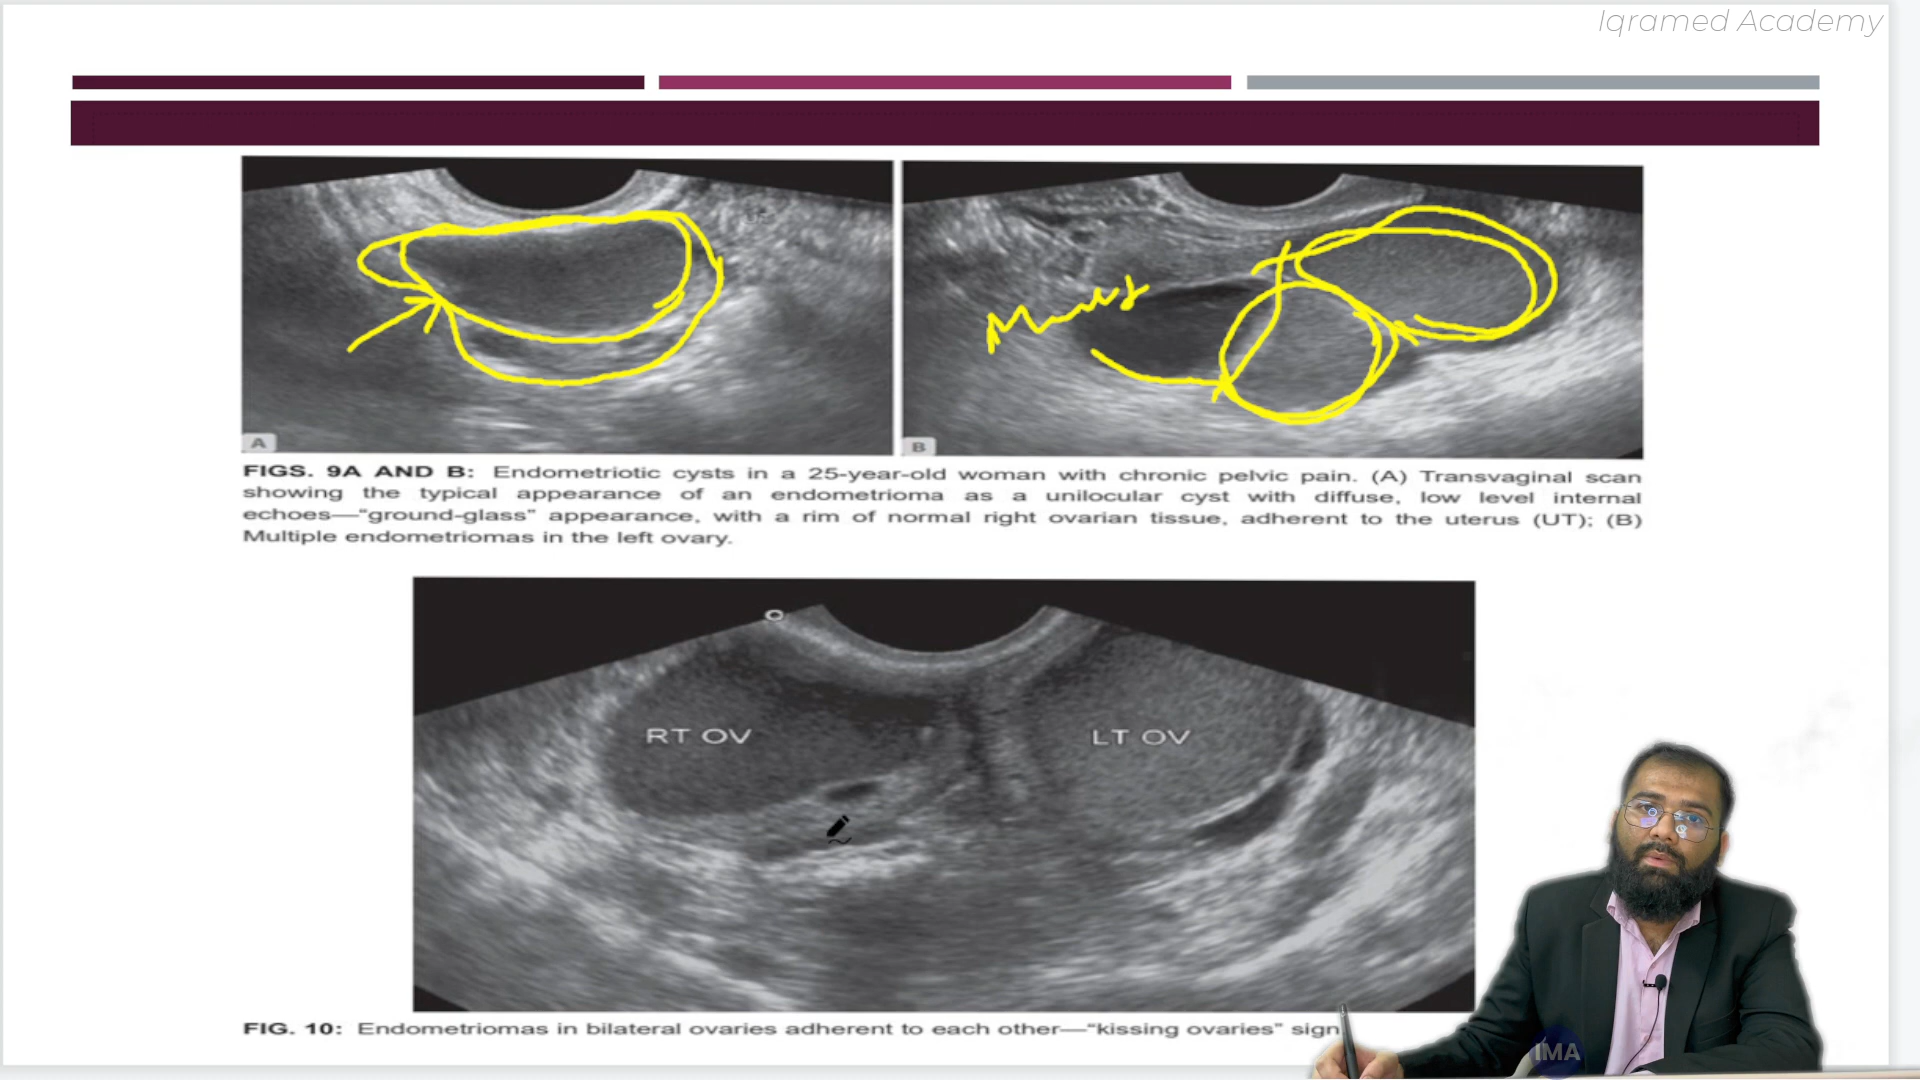 Iqramed Academy
A
B
FIGS. 9A AND B: Endometriotic cysts in a 25-year-old woman with chronic pelvic pain. (A) Transvaginal scan
showing the typical appearance of an endometrioma as a unilocular cyst with diffuse, low level internal
echoes—“ground-glass” appearance, with a rim of normal right ovarian tissue, adherent to the uterus (UT); (B)
Multiple endometriomas in the left ovary.
RT OV
LT OV
FIG. 10: Endometriomas in bilateral ovaries adherent to each other—“kissing ovaries” sign
IMA